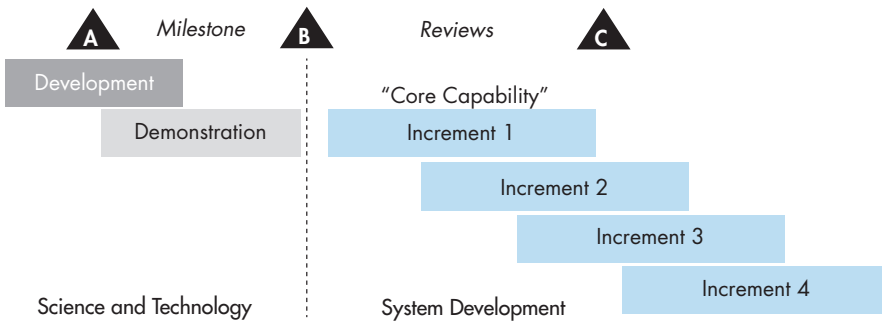 A Milestone B Reviews C
Development
"Core Capability"
Demonstration Increment 1
Increment 2
Increment 3
Increment 4
Science and Technology System Development